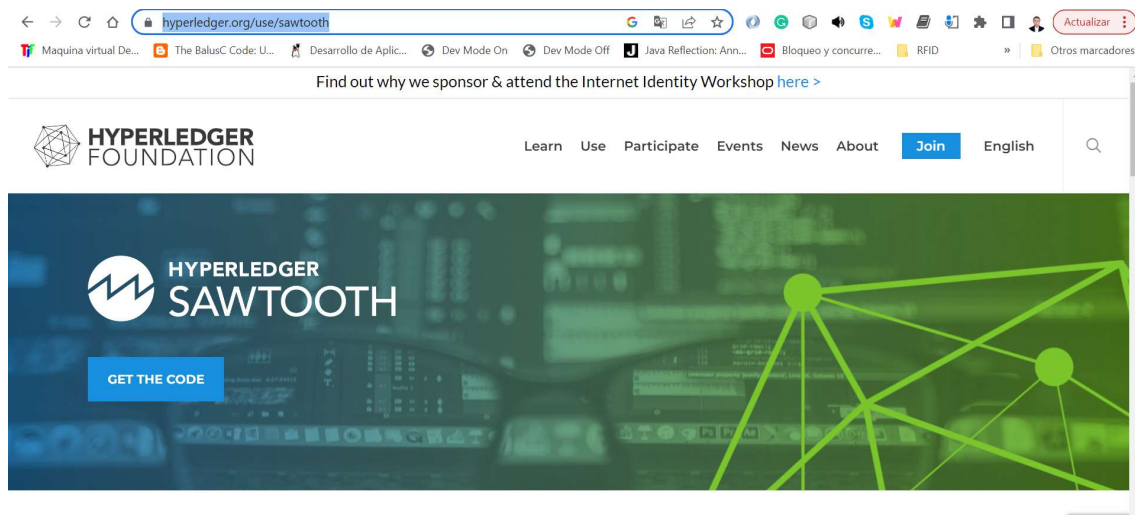 hyperledger.org/use/sawtooth
Actualizar
Maquina virtual De... The BalusC Code: U... Desarrollo de Aplic... Dev Mode On Dev Mode Off Java Reflection: Ann... Bloqueo y concurre... RFID » Otros marcadores
Find out why we sponsor & attend the Internet Identity Workshop here >
HYPERLEDGER
FOUNDATION
Learn Use Participate Events News About Join English
HYPERLEDGER
SAWTOOTH
GET THE CODE